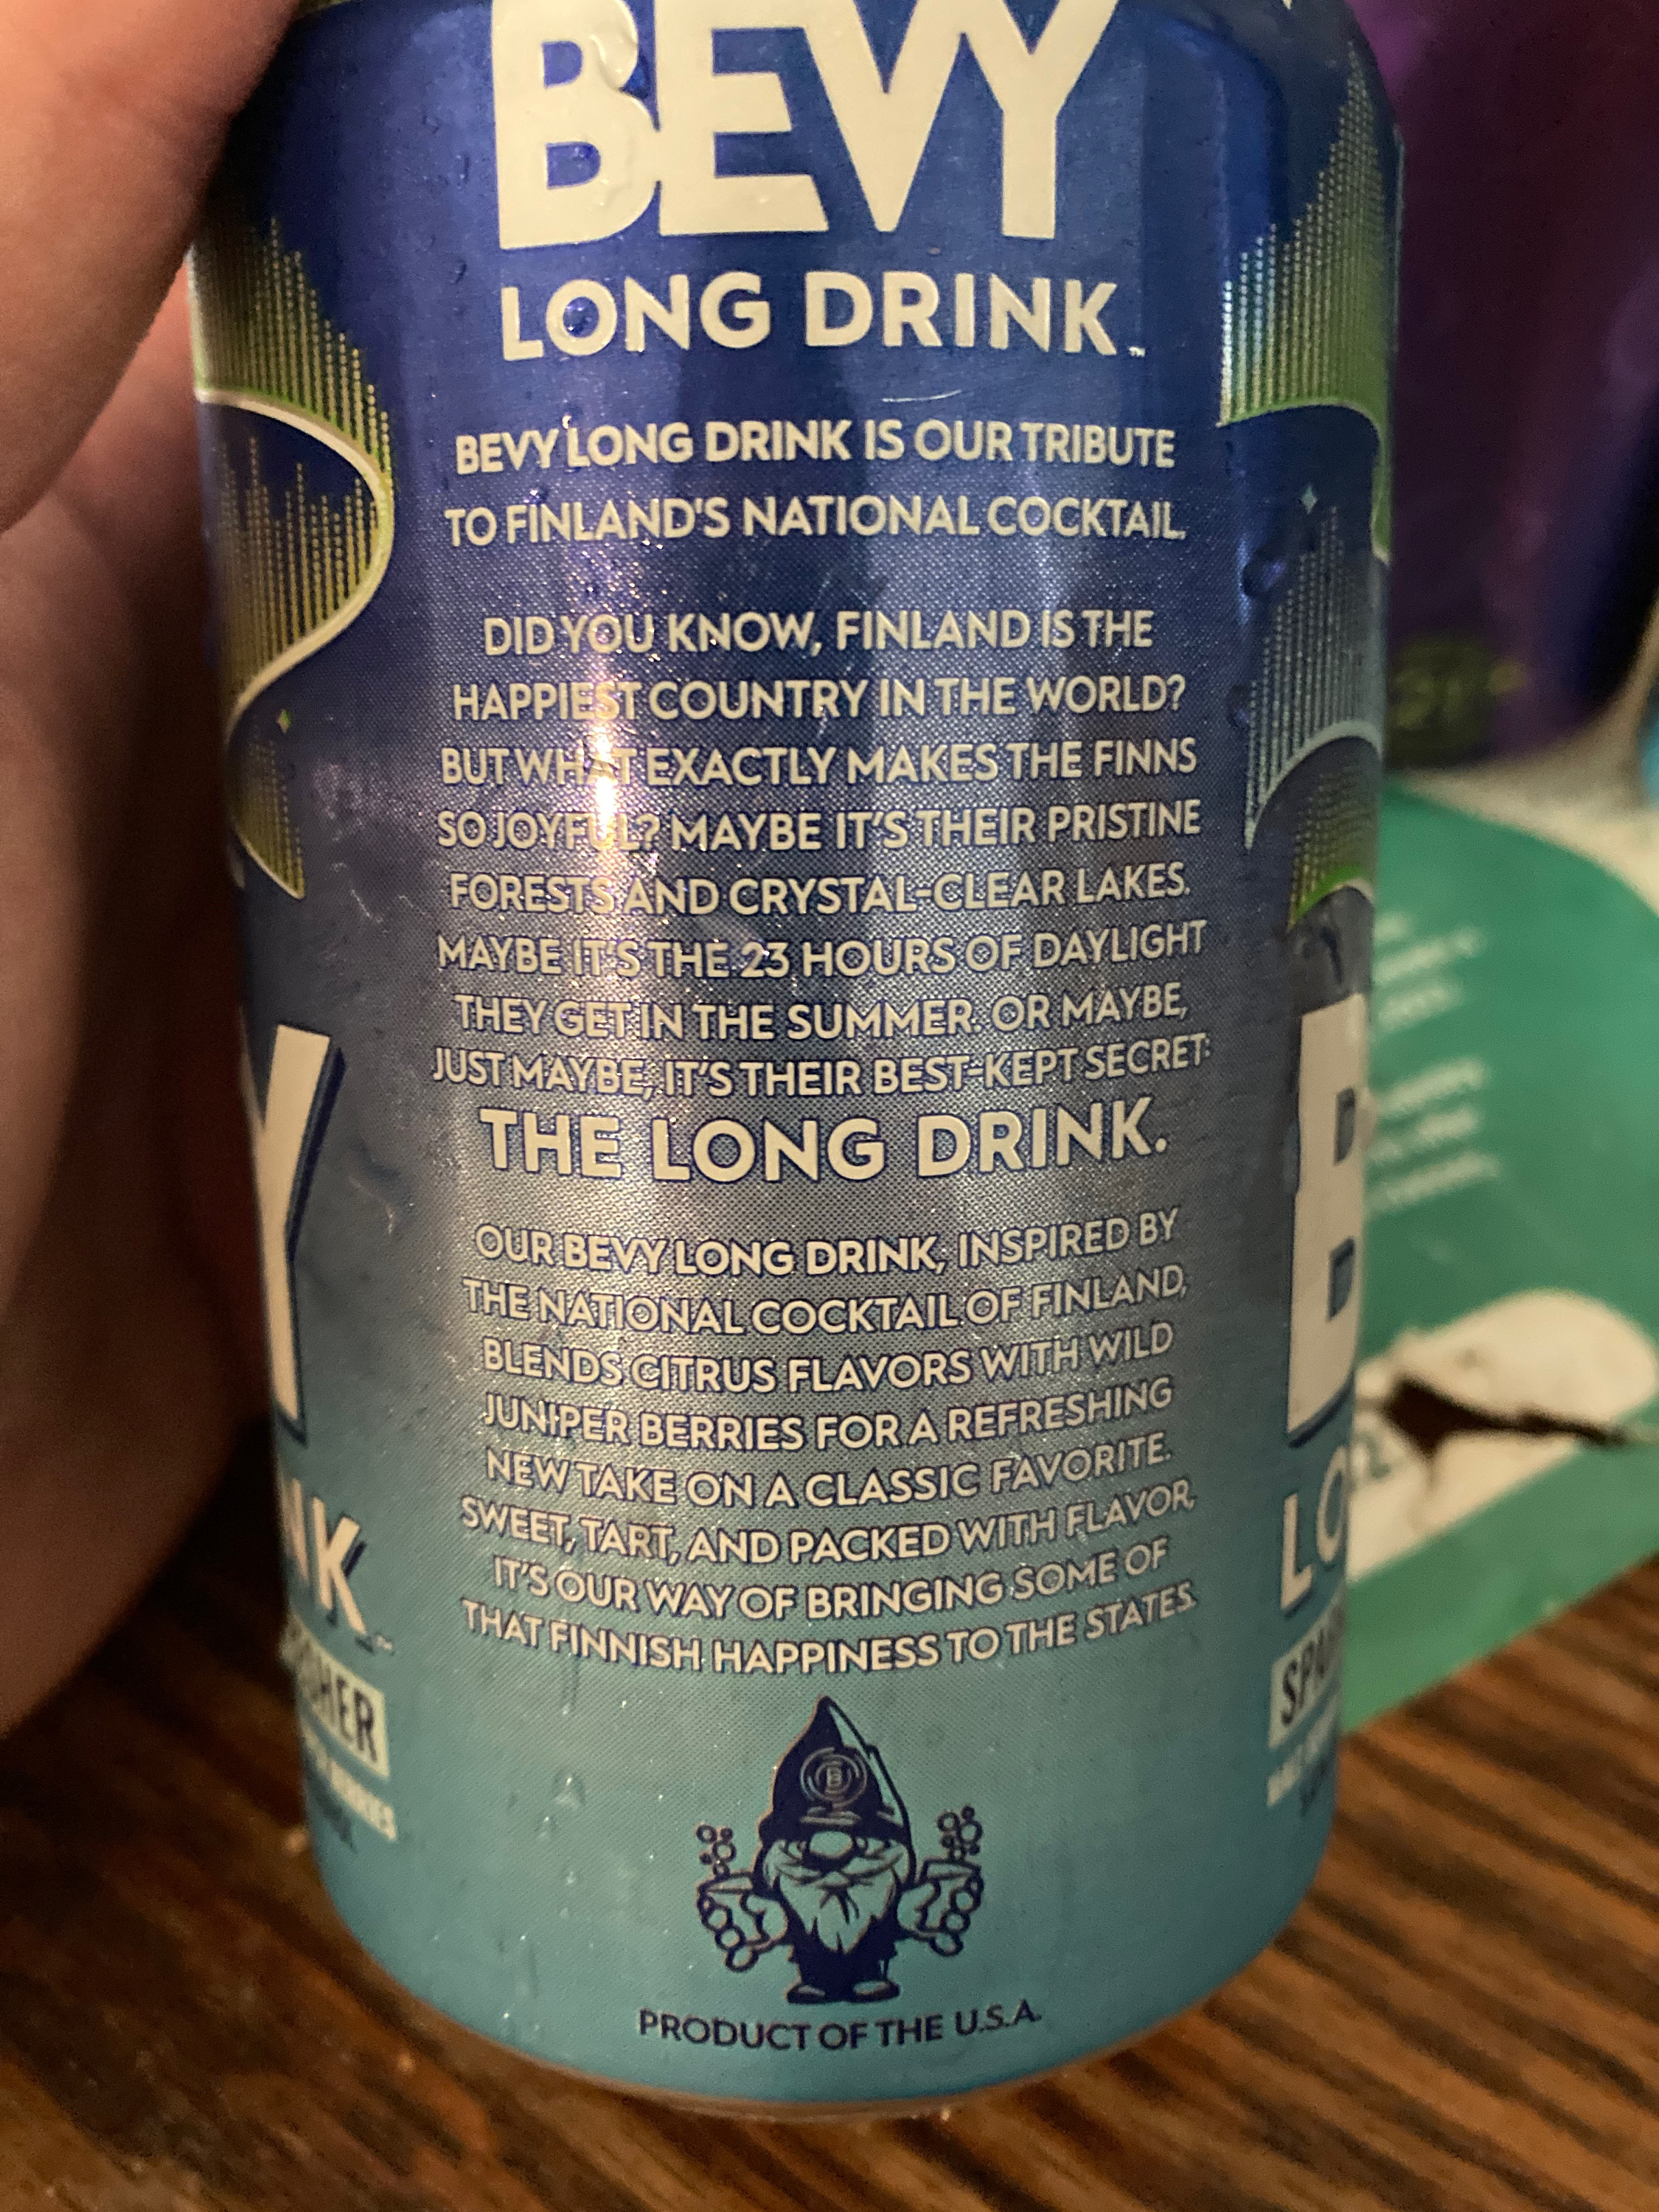 BEVY
LONG DRINK™
BEVY LONG DRINK IS OUR TRIBUTE
TO FINLAND'S NATIONAL COCKTAIL.
DID YOU KNOW, FINLAND IS THE
HAPPIEST COUNTRY IN THE WORLD?
BUT WHAT EXACTLY MAKES THE FINNS
SO JOYFUL? MAYBE IT'S THEIR PRISTINE
FORESTS AND CRYSTAL-CLEAR LAKES.
MAYBE IT'S THE 23 HOURS OF DAYLIGHT
THEY GET IN THE SUMMER. OR MAYBE,
JUST MAYBE, IT'S THEIR BEST-KEPT SECRET:
THE LONG DRINK.
OUR BEVY LONG DRINK, INSPIRED BY
THE NATIONAL COCKTAIL OF FINLAND,
BLENDS CITRUS FLAVORS WITH WILD
JUNIPER BERRIES FOR A REFRESHING
NEW TAKE ON A CLASSIC FAVORITE.
SWEET, TART, AND PACKED WITH FLAVOR,
IT'S OUR WAY OF BRINGING SOME OF
THAT FINNISH HAPPINESS TO THE STATES.
B
PRODUCT OF THE U.S.A.
Y
NK™
B
LO